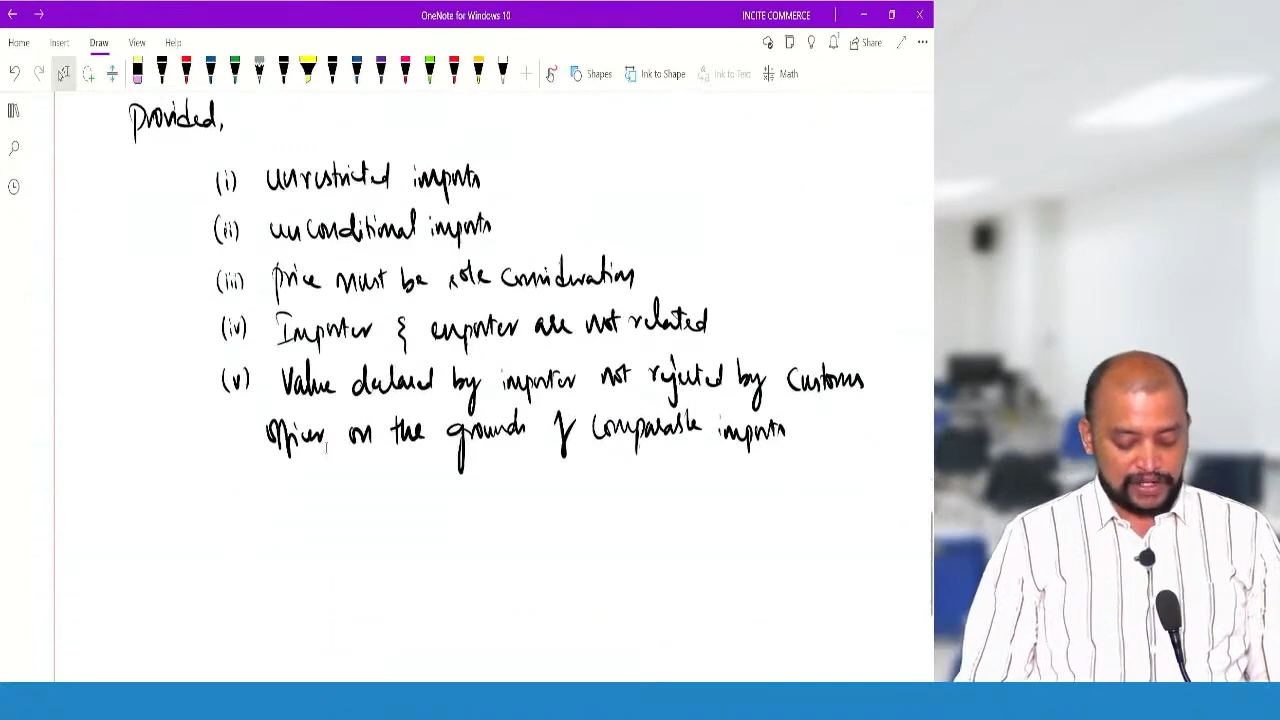 OneNote for Windows 10
INCITE COMMERCE
Home Insert Draw View Help
Share
Shapes Ink to Shape Ink to Text Math
Provided,
(i) unrestricted imports
(ii) unconditional imports
(iii) price must be sole consideration
(iv) Importer & exporter are not related
(v) Value declared by importer not rejected by Customs
officer, on the grounds of comparable imports